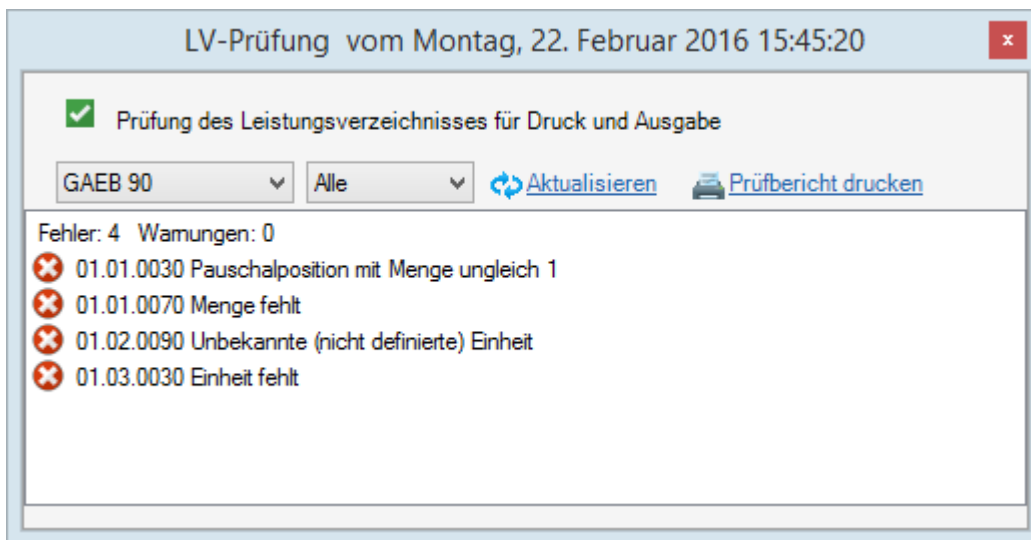 LV-Prüfung vom Montag, 22. Februar 2016 15:45:20
x
Prüfung des Leistungsverzeichnisses für Druck und Ausgabe
GAEB 90 Alle Aktualisieren Prüfbericht drucken
Fehler: 4 Warnungen: 0
01.01.0030 Pauschalposition mit Menge ungleich 1
01.01.0070 Menge fehlt
01.02.0090 Unbekannte (nicht definierte) Einheit
01.03.0030 Einheit fehlt